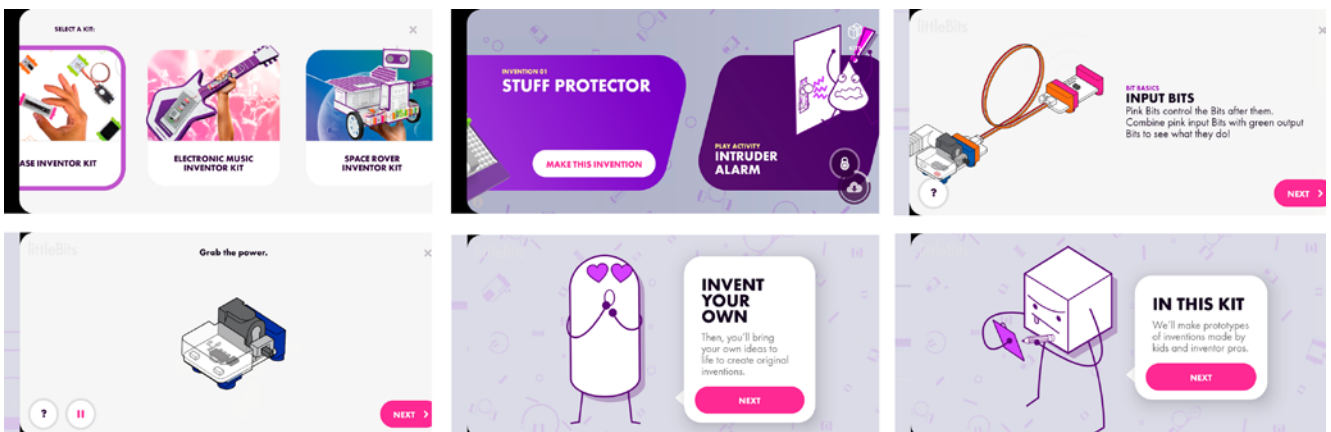 SELECT A KIT:
ASE INVENTOR KIT
ELECTRONIC MUSIC
INVENTOR KIT
SPACE ROVER
INVENTOR KIT
INVENTION 01
STUFF PROTECTOR
MAKE THIS INVENTION
PLAY ACTIVITY
INTRUDER
ALARM
littleBits
BIT BASICS
INPUT BITS
Pink Bits control the Bits after them.
Combine pink input Bits with green output
Bits to see what they do!
?
NEXT
littleBits
Grab the power.
?
NEXT
INVENT
YOUR
OWN
Then, you'll bring
your own ideas to
life to create original
inventions.
NEXT
IN THIS KIT
We'll make prototypes
of inventions made by
kids and inventor pros.
NEXT